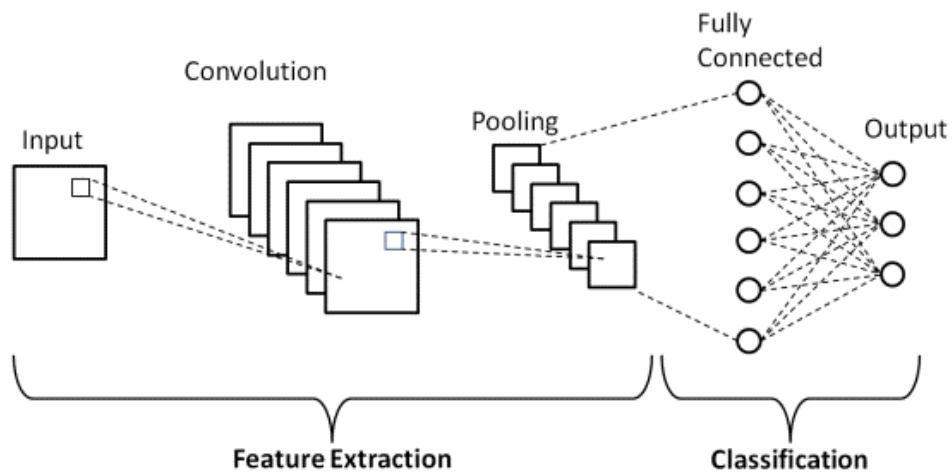 Input
Convolution
Pooling
Fully
Connected
Output
Feature Extraction
Classification